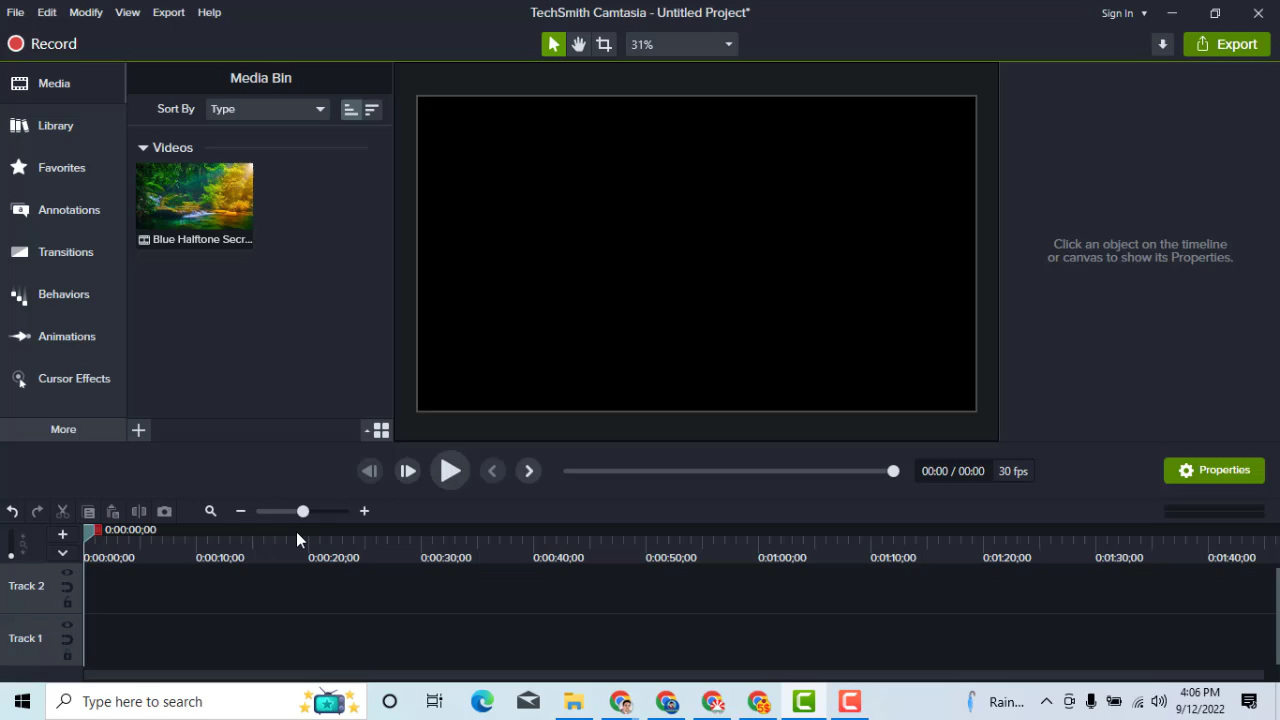 File Edit Modify View Export Help
TechSmith Camtasia - Untitled Project*
Sign In
Record
31%
Export
Media
Library
Favorites
Annotations
Transitions
Behaviors
Animations
Cursor Effects
More
Media Bin
Sort By Type
Videos
Blue Halftone Secr...
Click an object on the timeline
or canvas to show its Properties.
00:00 / 00:00 30 fps
Properties
0:00:00;00
0:00:00;00 0:00:10;00 0:00:20;00 0:00:30;00 0:00:40;00 0:00:50;00 0:01:00;00 0:01:10;00 0:01:20;00 0:01:30;00 0:01:40;00
Track 2
Track 1
Type here to search
Rain...
4:06 PM
9/12/2022